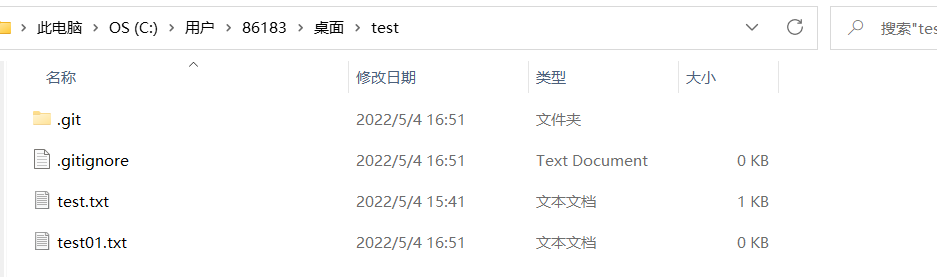 此电脑 > OS (C:) > 用户 > 86183 > 桌面 > test 搜索"tes
名称 修改日期 类型 大小
.git 2022/5/4 16:51 文件夹
.gitignore 2022/5/4 16:51 Text Document 0 KB
test.txt 2022/5/4 15:41 文本文档 1 KB
test01.txt 2022/5/4 16:51 文本文档 0 KB